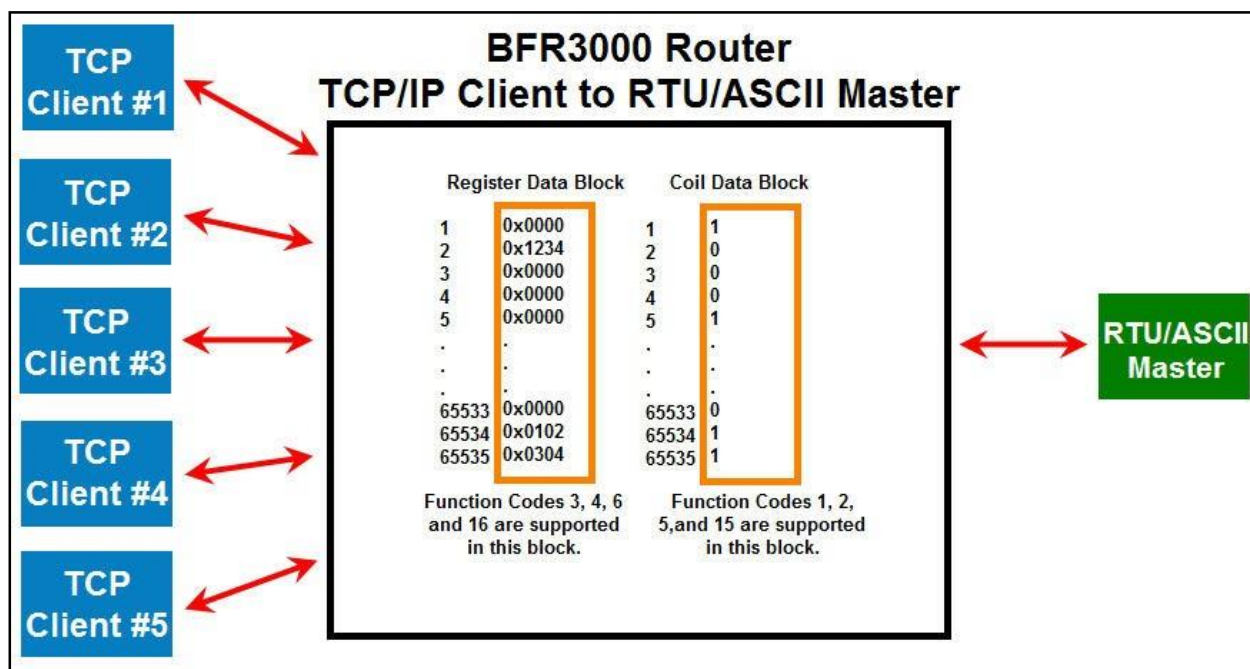 BFR3000 Router
TCP/IP Client to RTU/ASCII Master
TCP
Client #1
TCP
Client #2
TCP
Client #3
TCP
Client #4
TCP
Client #5
Register Data Block
1 0x0000
2 0x1234
3 0x0000
4 0x0000
5 0x0000
. .
. .
. .
65533 0x0000
65534 0x0102
65535 0x0304
Function Codes 3, 4, 6
and 16 are supported
in this block.
Coil Data Block
1 1
2 0
3 0
4 0
5 1
. .
. .
. .
65533 0
65534 1
65535 1
Function Codes 1, 2,
5,and 15 are supported
in this block.
RTU/ASCII
Master